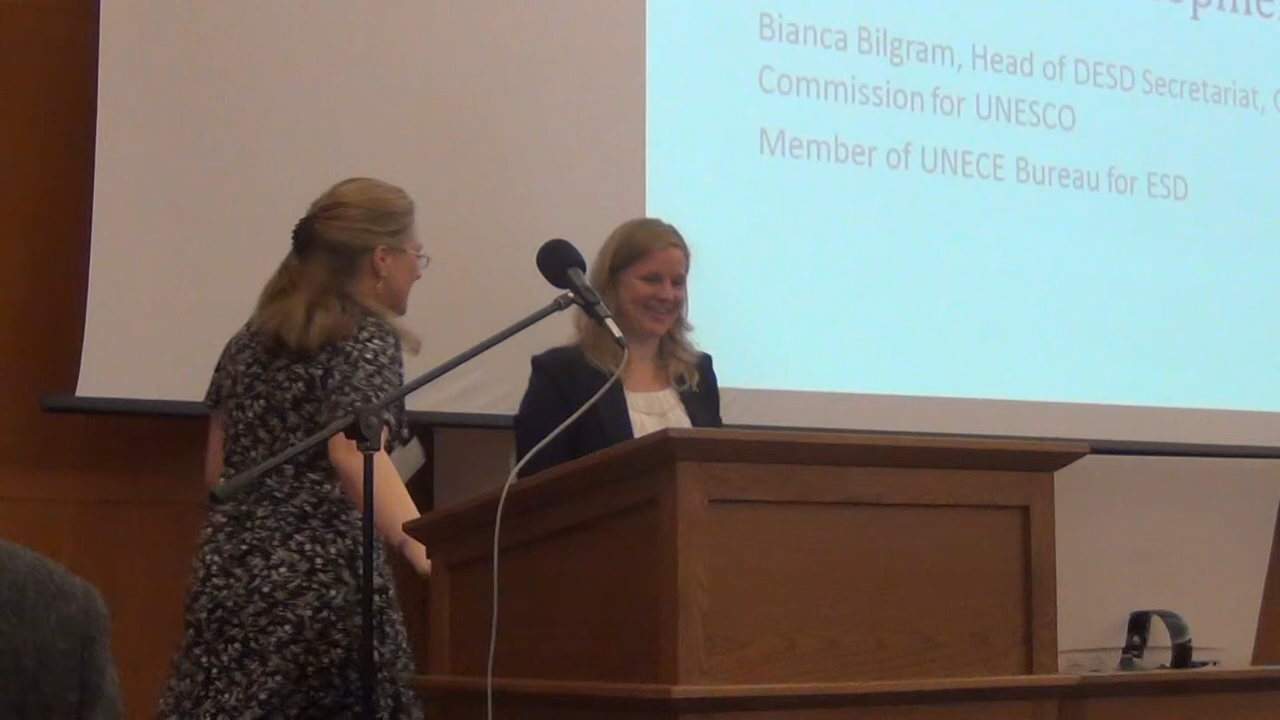 Bianca Bilgram, Head of DESD Secretariat,
Commission for UNESCO
Member of UNECE Bureau for ESD